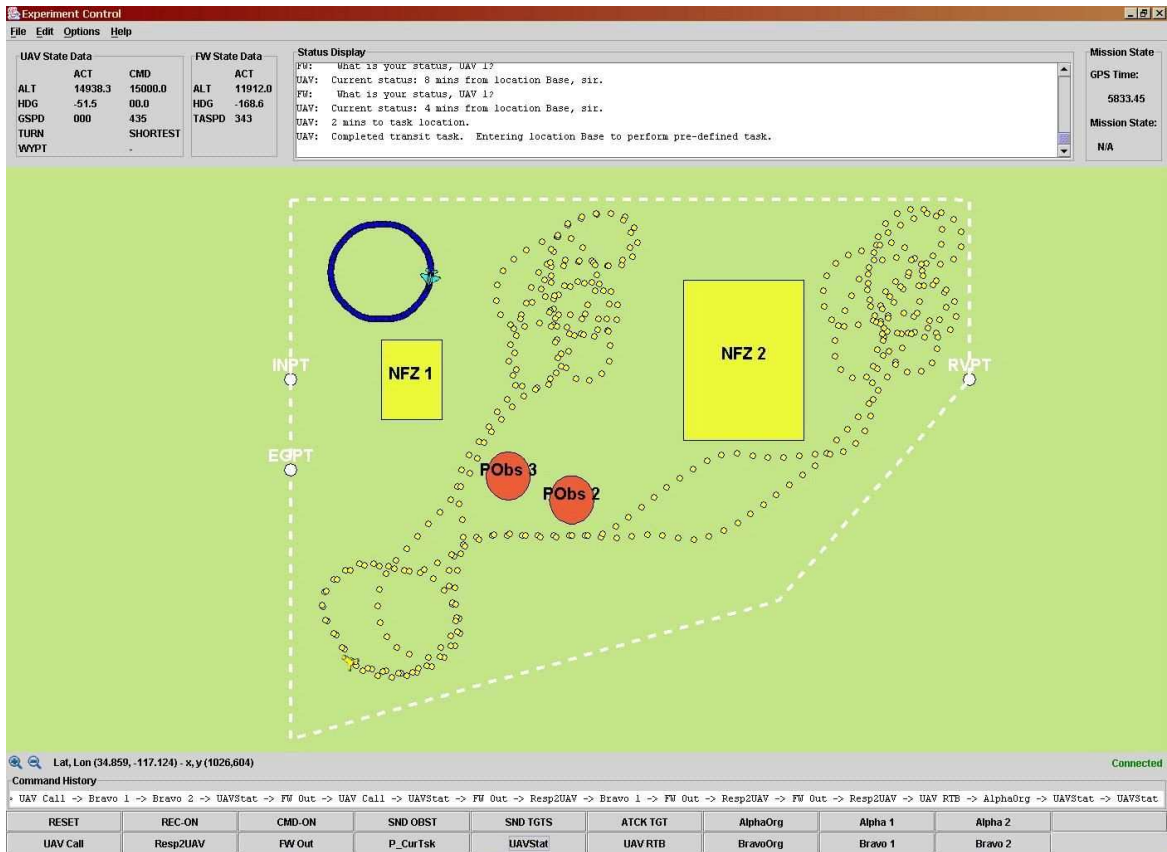 Experiment Control
File Edit Options Help
UAV State Data
ACT CMD
ALT 14938.3 15000.0
HDG -51.5 00.0
GSPD 000 435
TURN SHORTEST
WYPT -
FW State Data
ACT
ALT 11912.0
HDG -168.6
TASPD 343
Status Display
FW: What is your status, UAV 1?
UAV: Current status: 8 mins from location Base, sir.
FW: What is your status, UAV 1?
UAV: Current status: 4 mins from location Base, sir.
UAV: 2 mins to task location.
UAV: Completed transit task. Entering location Base to perform pre-defined task.
Mission State
GPS Time:
5833.45
Mission State:
N/A
INPT
NFZ 1
NFZ 2
RVPT
EGPT
PObs 3
PObs 2
Lat, Lon (34.859, -117.124) - x, y (1026,604)
Connected
Command History
UAV Call -> Bravo 1 -> Bravo 2 -> UAVStat -> FW Out -> UAV Call -> UAVStat -> FW Out -> Resp2UAV -> Bravo 1 -> FW Out -> Resp2UAV -> FW Out -> Resp2UAV -> UAV RTB -> AlphaOrg -> UAVStat -> UAVStat
RESET REC-ON CMD-ON SND OBST SND TGTS ATCK TGT AlphaOrg Alpha 1 Alpha 2
UAV Call Resp2UAV FW Out P_CurTsk UAVStat UAV RTB BravoOrg Bravo 1 Bravo 2